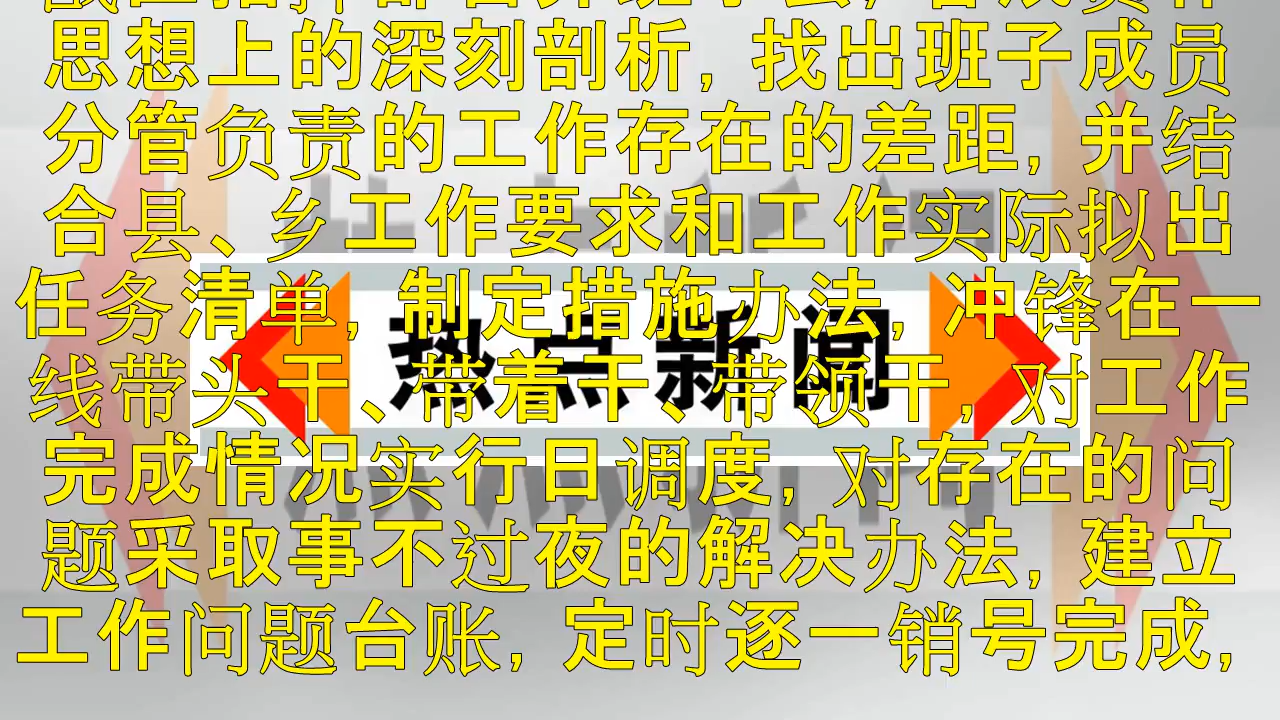 思想上的深刻剖析，找出班子成员
分管负责的工作存在的差距，并结
合县、乡工作要求和工作实际拟出
任务清单，制定措施办法，冲锋在一
线带头干、带着干、带领干，对工作
热点新闻
完成情况实行日调度，对存在的问
题采取事不过夜的解决办法，建立
工作问题台账，定时逐一销号完成，